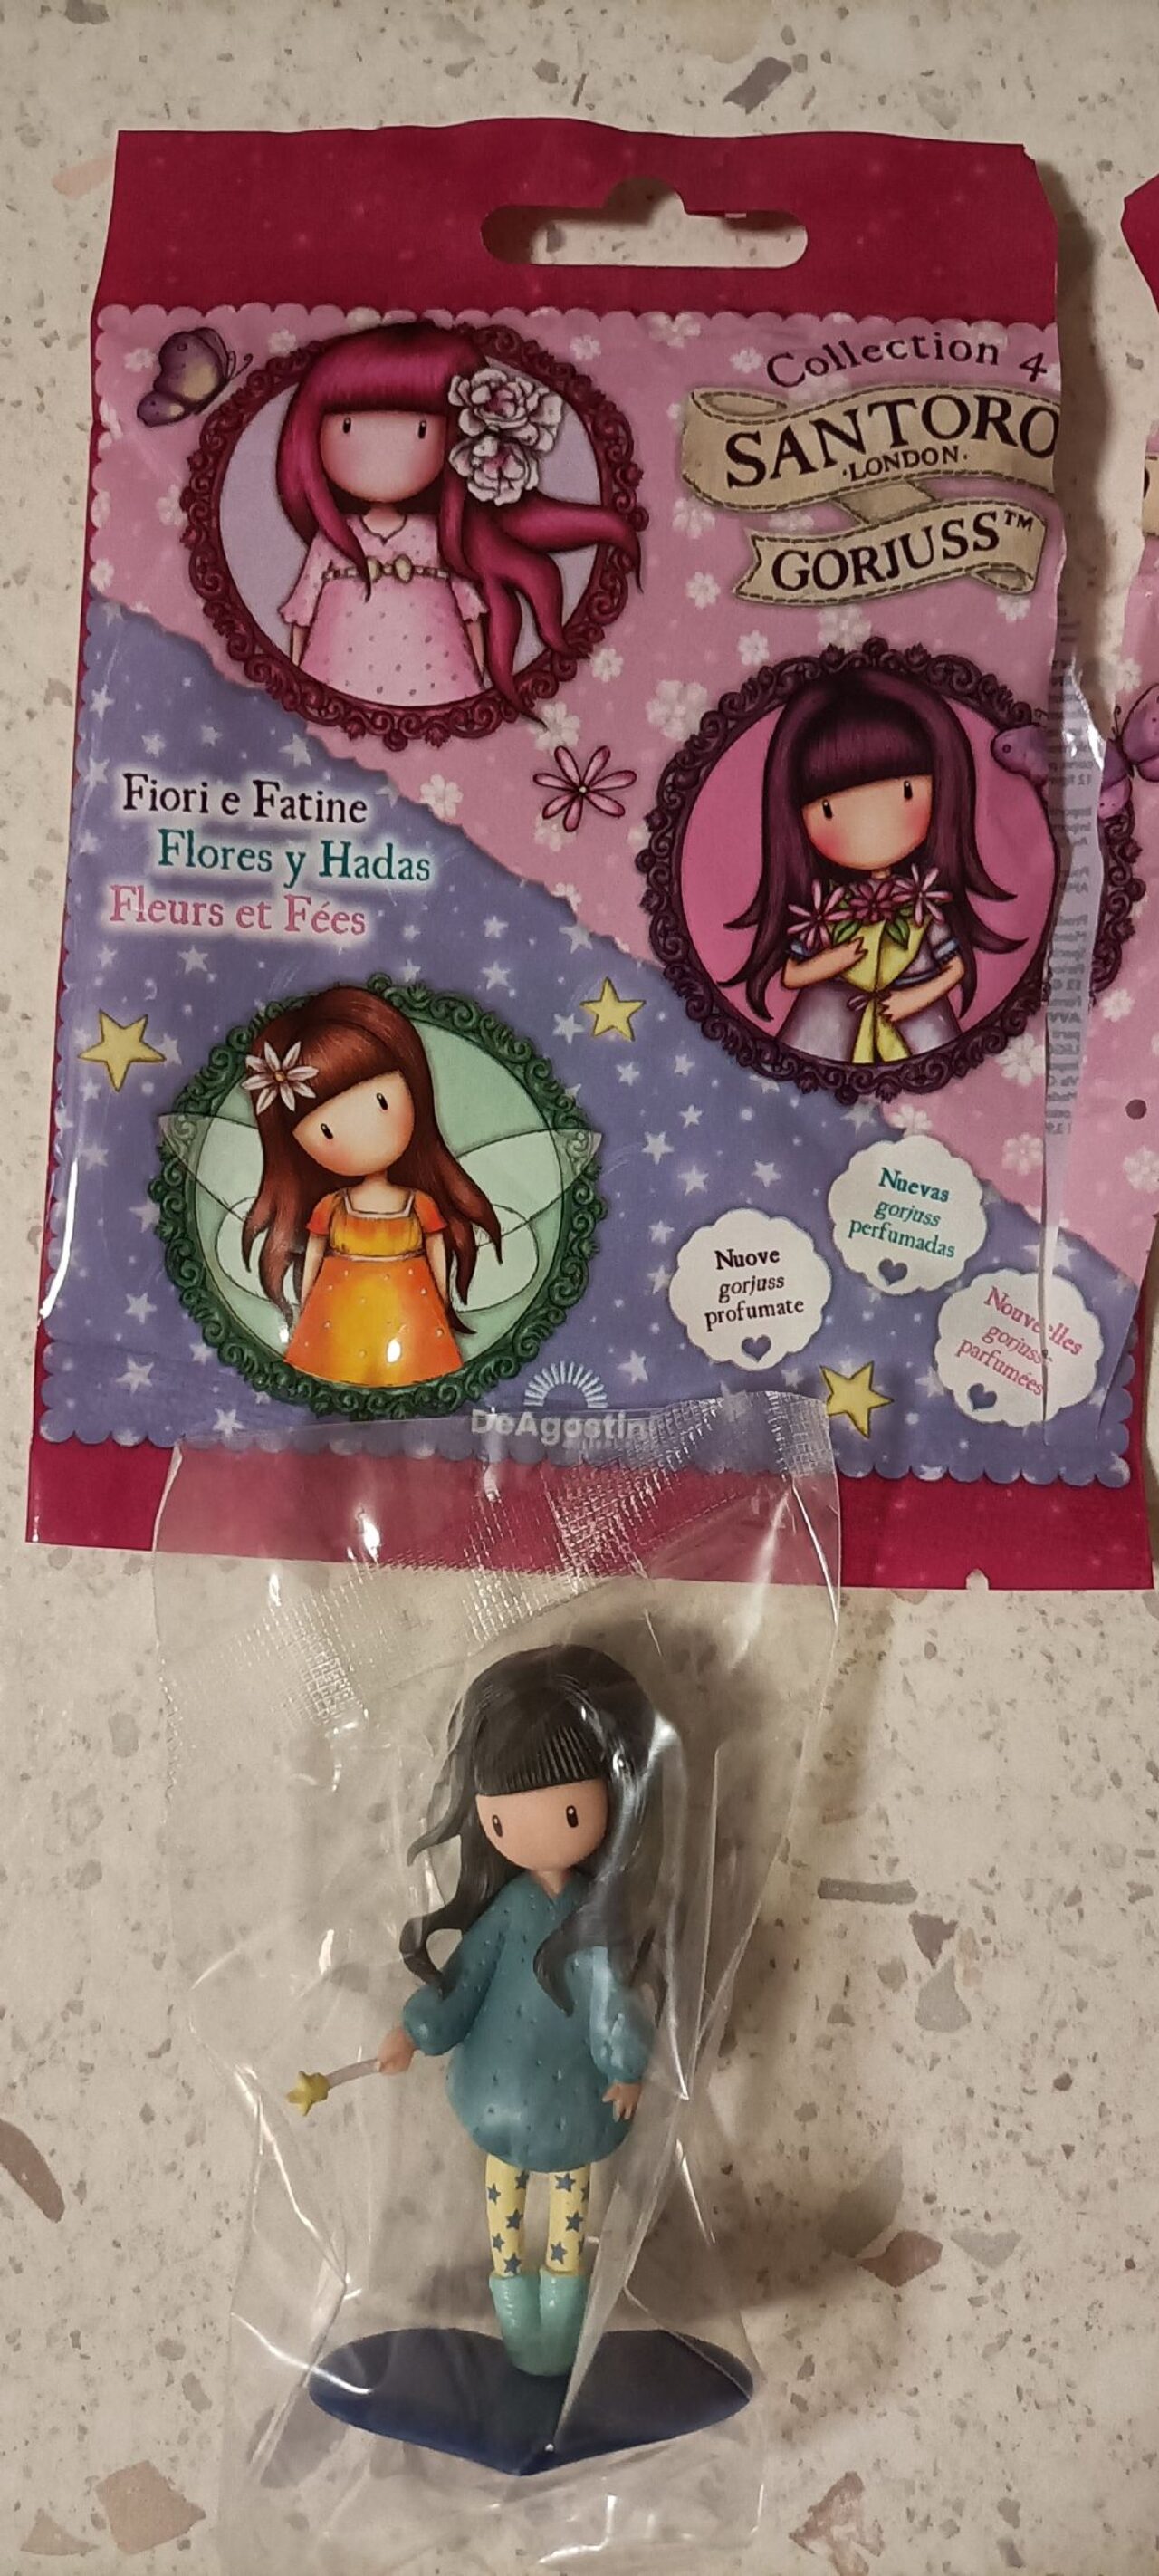 Collection 4
SANTORO
·LONDON·
GORJUSS™
Fiori e Fatine
Flores y Hadas
Fleurs et Fées
Nuevas
gorjuss
perfumadas
Nuove
gorjuss
profumate
Nouvelles
gorjuss
parfumées
DeAgostini